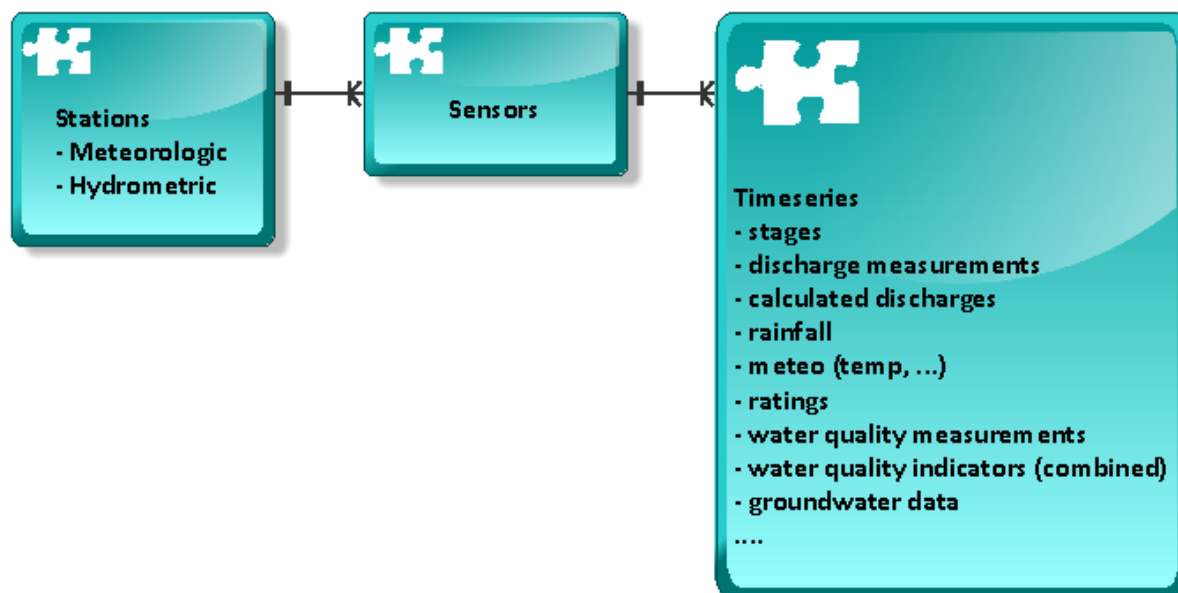 Stations
- Meteorologic
- Hydrometric
Sensors
Timeseries
- stages
- discharge measurements
- calculated discharges
- rainfall
- meteo (temp, ...)
- ratings
- water quality measurements
- water quality indicators (combined)
- groundwater data
....